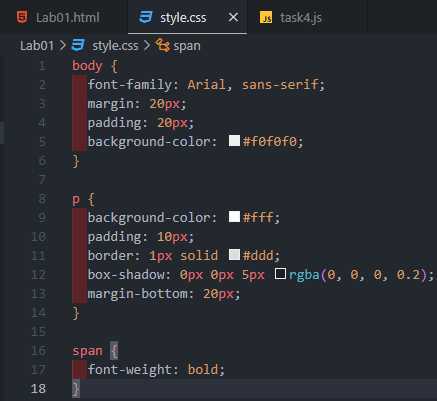 Lab01.html style.css × JS task4.js
Lab01 > style.css > span
1 body {
2 font-family: Arial, sans-serif;
3 margin: 20px;
4 padding: 20px;
5 background-color: #f0f0f0;
6 }
7
8 p {
9 background-color: #fff;
10 padding: 10px;
11 border: 1px solid #ddd;
12 box-shadow: 0px 0px 5px rgba(0, 0, 0, 0.2);
13 margin-bottom: 20px;
14 }
15
16 span {
17 font-weight: bold;
18 }